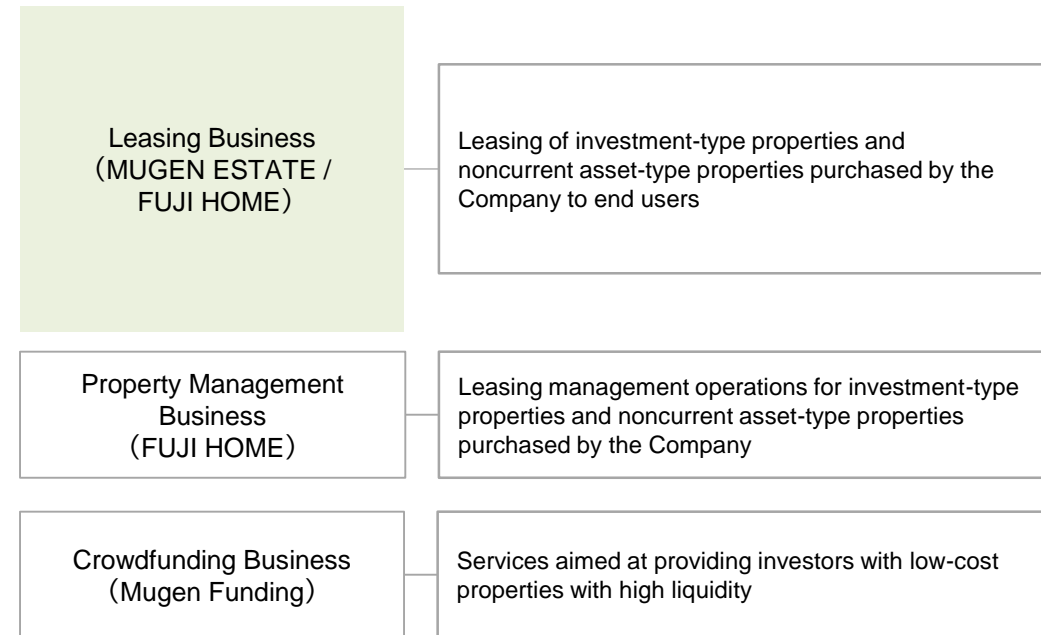 Leasing Business
（MUGEN ESTATE /
FUJI HOME）
Leasing of investment-type properties and
noncurrent asset-type properties purchased by the
Company to end users
Property Management
Business
（FUJI HOME）
Leasing management operations for investment-type
properties and noncurrent asset-type properties
purchased by the Company
Crowdfunding Business
（Mugen Funding）
Services aimed at providing investors with low-cost
properties with high liquidity